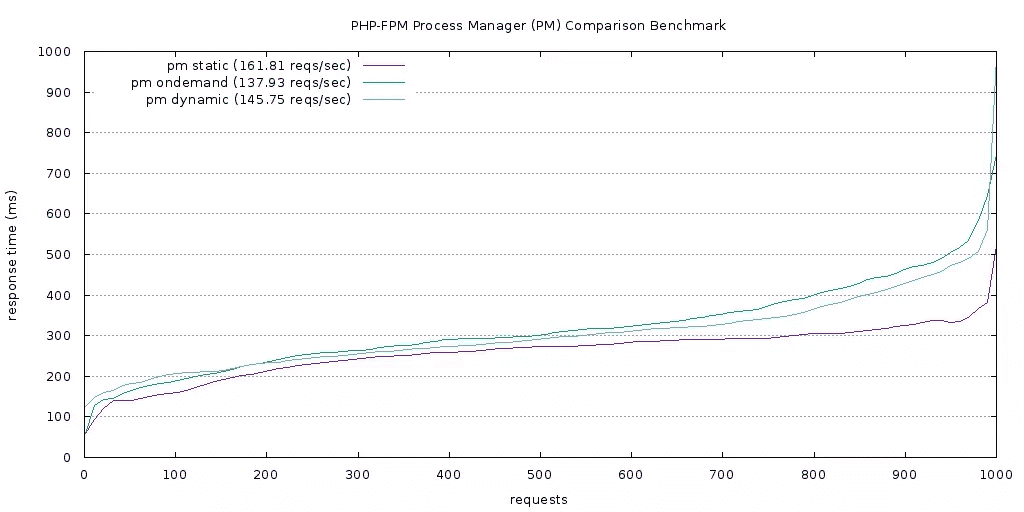 PHP-FPM Process Manager (PM) Comparison Benchmark
1000
pm static (161.81 reqs/sec)
pm ondemand (137.93 reqs/sec)
900
pm dynamic (145.75 reqs/sec)
800
700
600
response time (ms)
500
400
300
200
100
0
0 100 200 300 400 500 600 700 800 900 1000
requests